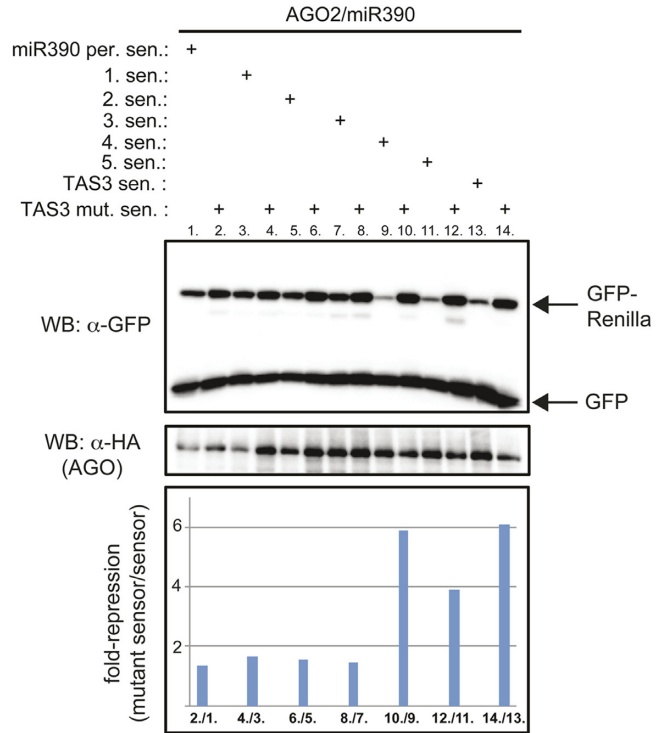 AGO2/miR390
miR390 per. sen.: +
1. sen.: +
2. sen.: +
3. sen.: +
4. sen.: +
5. sen.: +
TAS3 sen. : +
TAS3 mut. sen. : + + + + + + +
1. 2. 3. 4. 5. 6. 7. 8. 9. 10. 11. 12. 13. 14.
WB: α-GFP
GFP-
Renilla
GFP
WB: α-HA
(AGO)
fold-repression
(mutant sensor/sensor)
6
4
2
2./1. 4./3. 6./5. 8./7. 10./9. 12./11. 14./13.